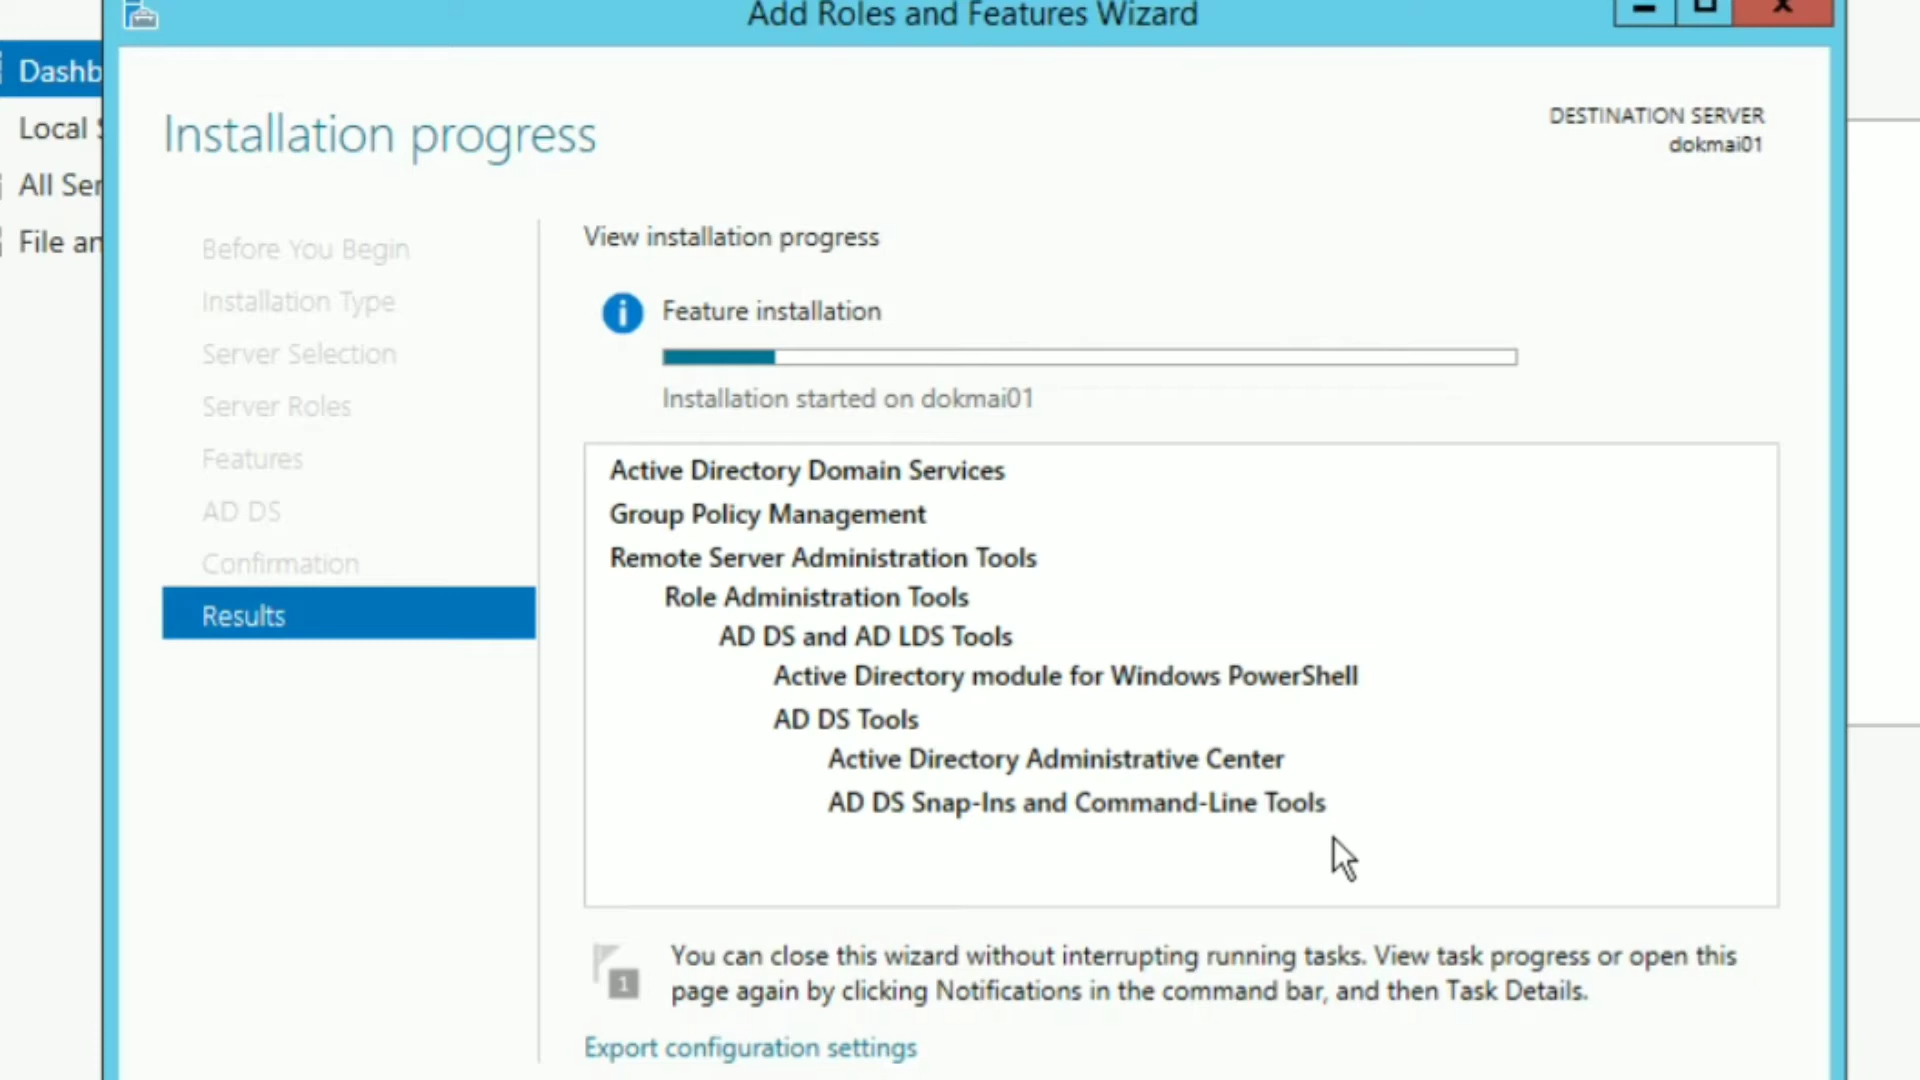 Add Roles and Features Wizard
Dashb
Local S
All Ser
File an
Installation progress
DESTINATION SERVER
dokmai01
Before You Begin
Installation Type
Server Selection
Server Roles
Features
AD DS
Confirmation
Results
View installation progress
Feature installation
Installation started on dokmai01
Active Directory Domain Services
Group Policy Management
Remote Server Administration Tools
Role Administration Tools
AD DS and AD LDS Tools
Active Directory module for Windows PowerShell
AD DS Tools
Active Directory Administrative Center
AD DS Snap-Ins and Command-Line Tools
1
You can close this wizard without interrupting running tasks. View task progress or open this
page again by clicking Notifications in the command bar, and then Task Details.
Export configuration settings